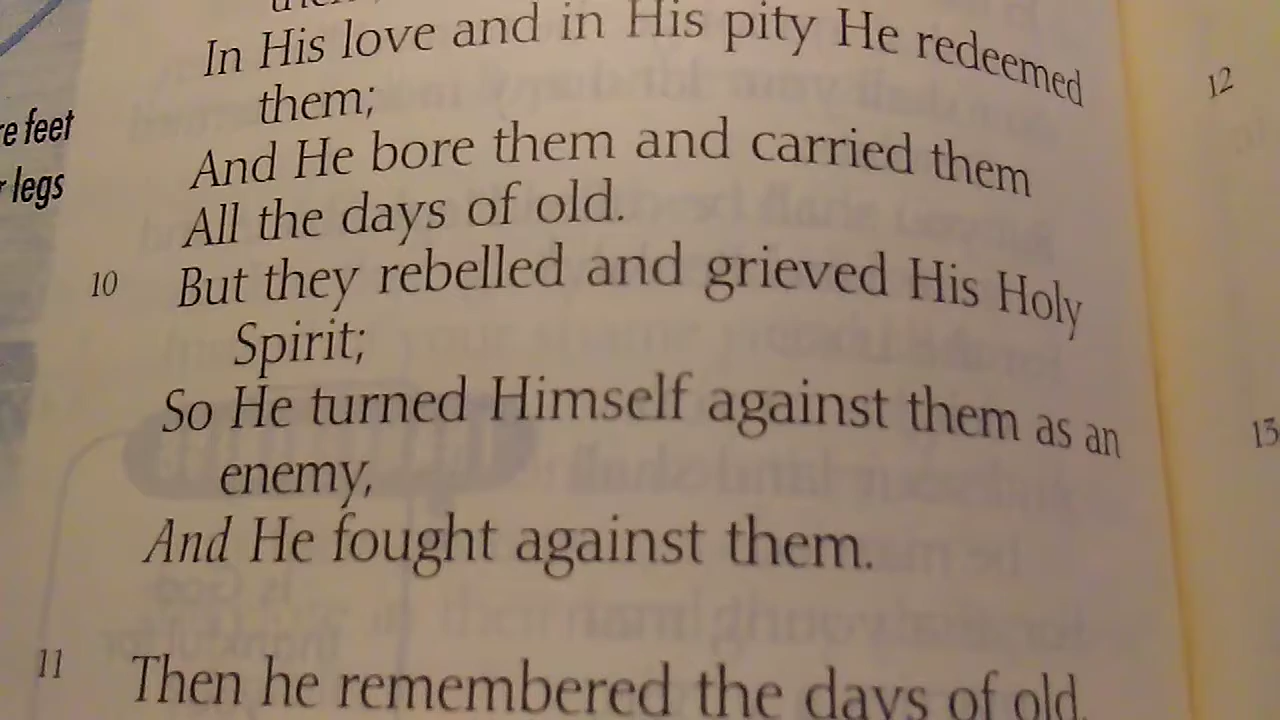 In His love and in His pity He redeemed
them;
And He bore them and carried them
All the days of old.
10 But they rebelled and grieved His Holy
Spirit;
So He turned Himself against them as an
enemy,
And He fought against them.
11 Then he remembered the days of old,
feet
legs
12